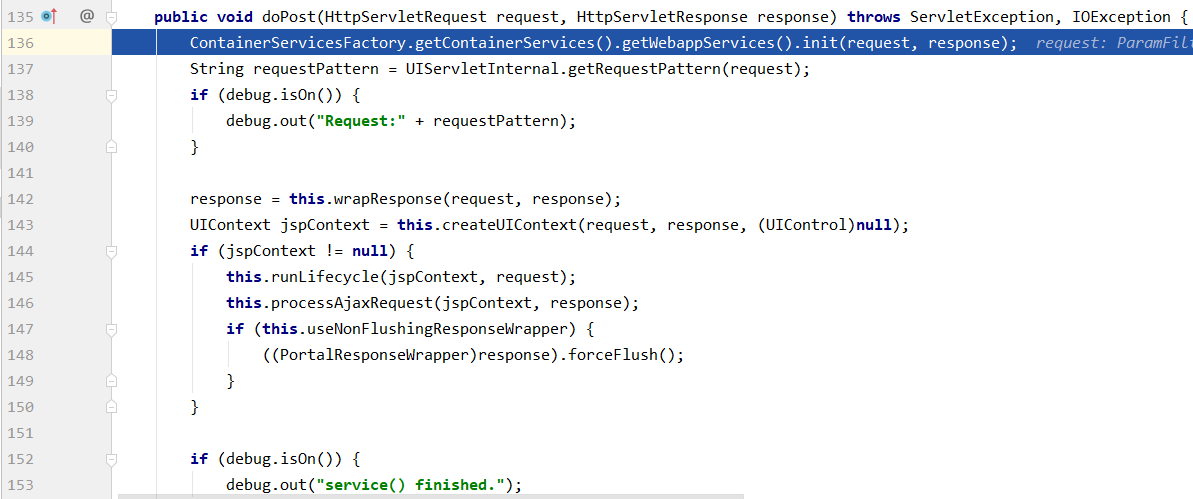 135 @ public void doPost(HttpServletRequest request, HttpServletResponse response) throws ServletException, IOException {
136 ContainerServicesFactory.getContainerServices().getWebappServices().init(request, response); request: ParamFil
137 String requestPattern = UIServletInternal.getRequestPattern(request);
138 if (debug.isOn()) {
139 debug.out("Request:" + requestPattern);
140 }
141
142 response = this.wrapResponse(request, response);
143 UIContext jspContext = this.createUIContext(request, response, (UIControl)null);
144 if (jspContext != null) {
145 this.runLifecycle(jspContext, request);
146 this.processAjaxRequest(jspContext, response);
147 if (this.useNonFlushingResponseWrapper) {
148 ((PortalResponseWrapper)response).forceFlush();
149 }
150 }
151
152 if (debug.isOn()) {
153 debug.out("service() finished.");